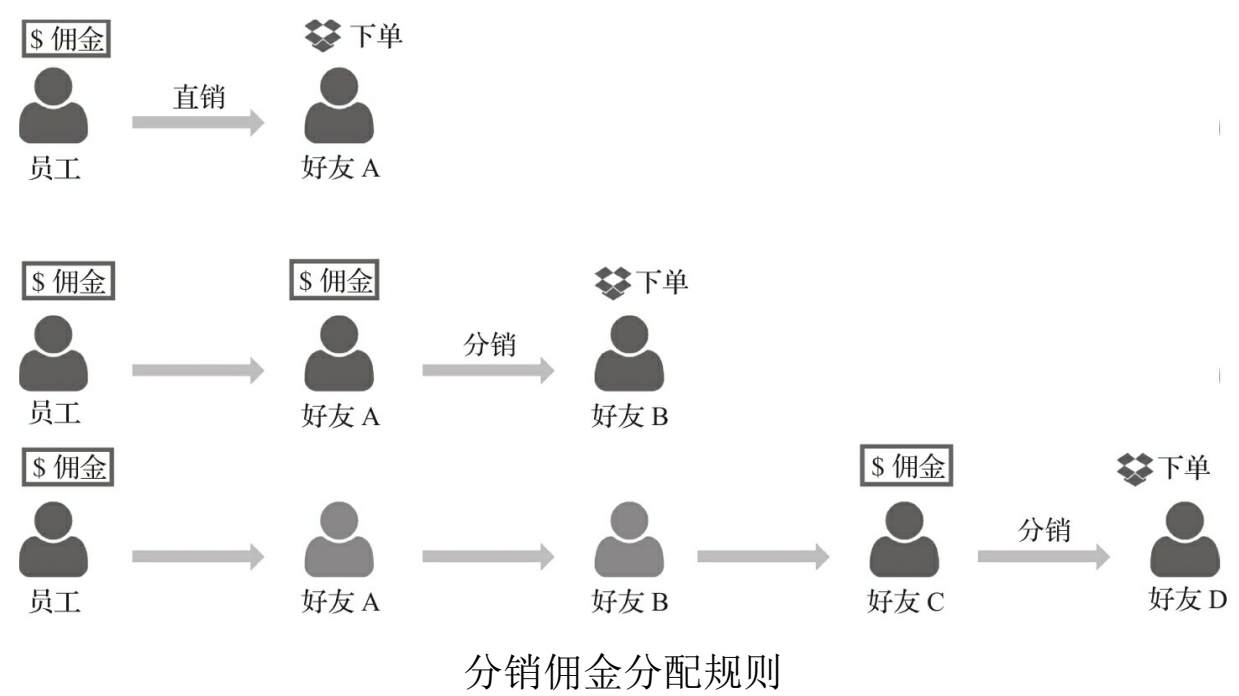 $ 佣金 下单
直销
员工 好友 A
$ 佣金 $ 佣金 下单
分销
员工 好友 A 好友 B
$ 佣金 $ 佣金 下单
分销
员工 好友 A 好友 B 好友 C 好友 D
分销佣金分配规则